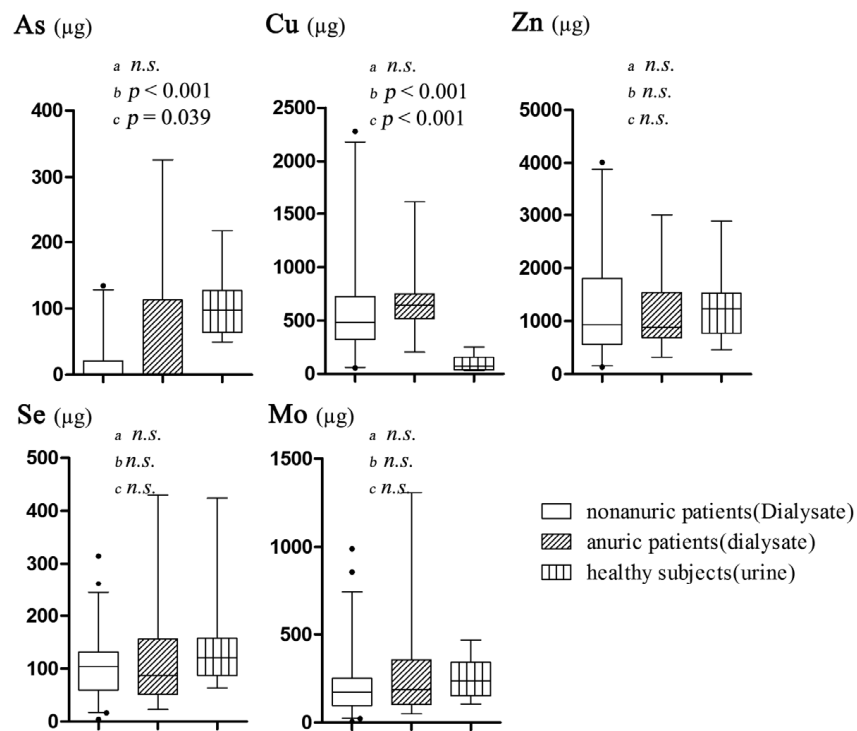 As (μg)
a n.s.
b p < 0.001
c p = 0.039
400
300
200
100
0
Cu (μg)
a n.s.
b p < 0.001
c p < 0.001
2500
2000
1500
1000
500
0
Zn (μg)
a n.s.
b n.s.
c n.s.
5000
4000
3000
2000
1000
0
Se (μg)
a n.s.
b n.s.
c n.s.
500
400
300
200
100
0
Mo (μg)
a n.s.
b n.s.
c n.s.
1500
1000
500
0
nonanuric patients(Dialysate)
anuric patients(dialysate)
healthy subjects(urine)